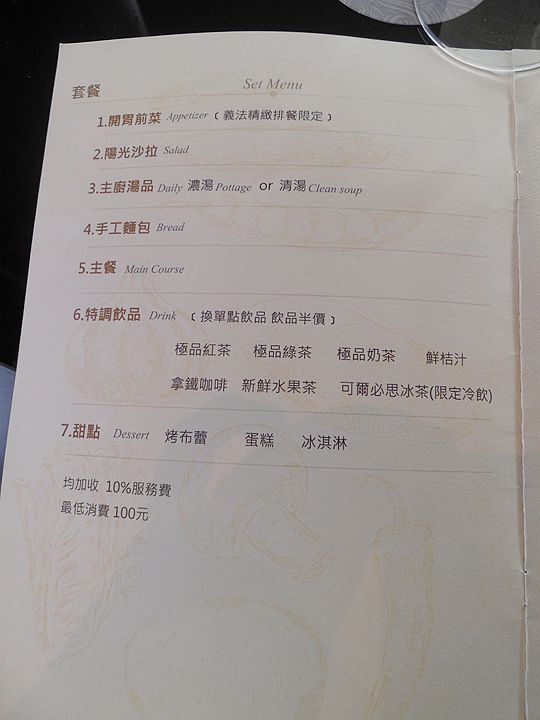 套餐 Set Menu
1.開胃前菜 Appetizer ﹝義法精緻排餐限定﹞
2.陽光沙拉 Salad
3.主廚湯品 Daily 濃湯 Pottage or 清湯 Clean soup
4.手工麵包 Bread
5.主餐 Main Course
6.特調飲品 Drink ﹝換單點飲品 飲品半價﹞
極品紅茶 極品綠茶 極品奶茶 鮮桔汁
拿鐵咖啡 新鮮水果茶 可爾必思冰茶(限定冷飲)
7.甜點 Dessert 烤布蕾 蛋糕 冰淇淋
均加收 10%服務費
最低消費 100元